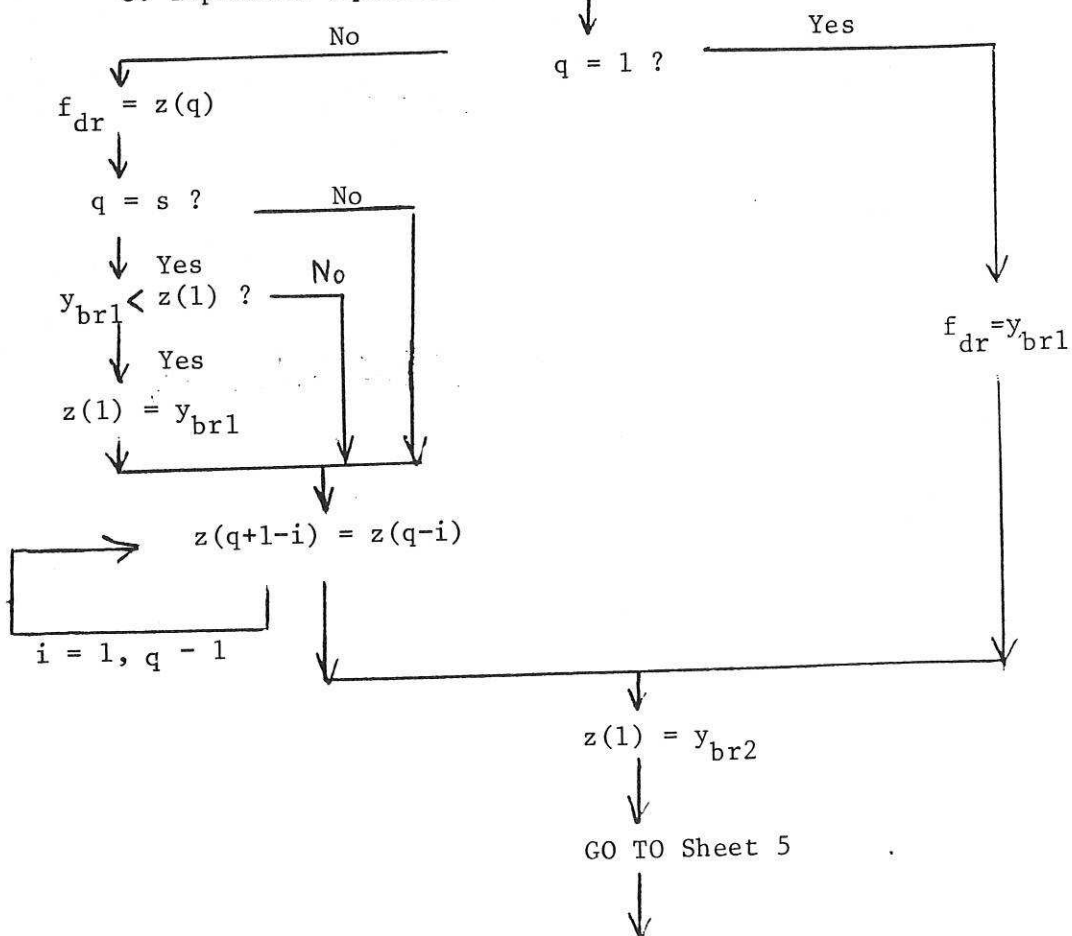 No
Yes
q = 1 ?
f_dr = z(q)
q = s ?
No
Yes
No
y_br1 < z(1) ?
f_dr=y_br1
Yes
z(1) = y_br1
z(q+1-i) = z(q-i)
i = 1, q - 1
z(1) = y_br2
GO TO Sheet 5